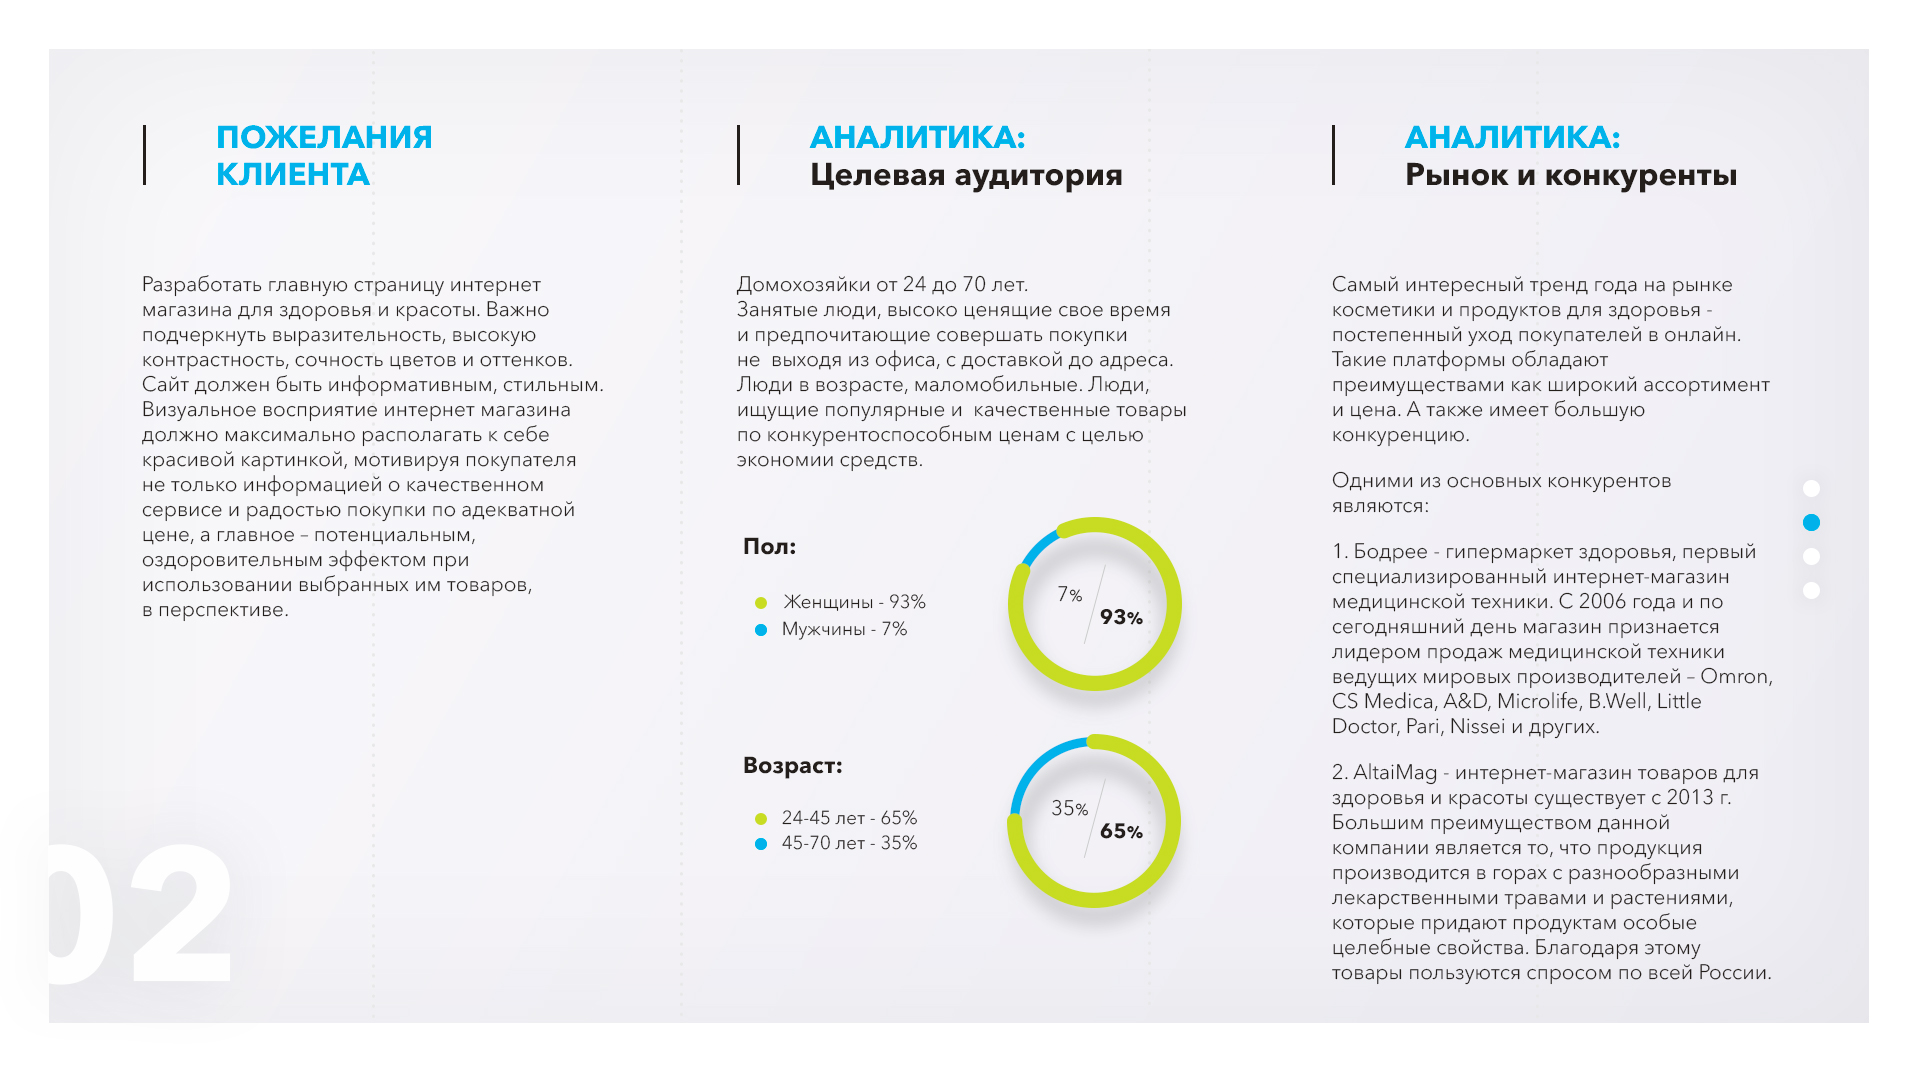 ПОЖЕЛАНИЯ
КЛИЕНТА
Разработать главную страницу интернет
магазина для здоровья и красоты. Важно
подчеркнуть выразительность, высокую
контрастность, сочность цветов и оттенков.
Сайт должен быть информативным, стильным.
Визуальное восприятие интернет магазина
должно максимально располагать к себе
красивой картинкой, мотивируя покупателя
не только информацией о качественном
сервисе и радостью покупки по адекватной
цене, а главное – потенциальным,
оздоровительным эффектом при
использовании выбранных им товаров,
в перспективе.
АНАЛИТИКА:
Целевая аудитория
Домохозяйки от 24 до 70 лет.
Занятые люди, высоко ценящие свое время
и предпочитающие совершать покупки
не выходя из офиса, с доставкой до адреса.
Люди в возрасте, маломобильные. Люди,
ищущие популярные и качественные товары
по конкурентоспособным ценам с целью
экономии средств.
Пол:
Женщины - 93%
Мужчины - 7%
7%
93%
Возраст:
24-45 лет - 65%
45-70 лет - 35%
35%
65%
АНАЛИТИКА:
Рынок и конкуренты
Самый интересный тренд года на рынке
косметики и продуктов для здоровья -
постепенный уход покупателей в онлайн.
Такие платформы обладают
преимуществами как широкий ассортимент
и цена. А также имеет большую
конкуренцию.
Одними из основных конкурентов
являются:
1. Бодрее - гипермаркет здоровья, первый
специализированный интернет-магазин
медицинской техники. С 2006 года и по
сегодняшний день магазин признается
лидером продаж медицинской техники
ведущих мировых производителей – Omron,
CS Medica, A&D, Microlife, B.Well, Little
Doctor, Pari, Nissei и других.
2. AltaiMag - интернет-магазин товаров для
здоровья и красоты существует с 2013 г.
Большим преимуществом данной
компании является то, что продукция
производится в горах с разнообразными
лекарственными травами и растениями,
которые придают продуктам особые
целебные свойства. Благодаря этому
товары пользуются спросом по всей России.
02